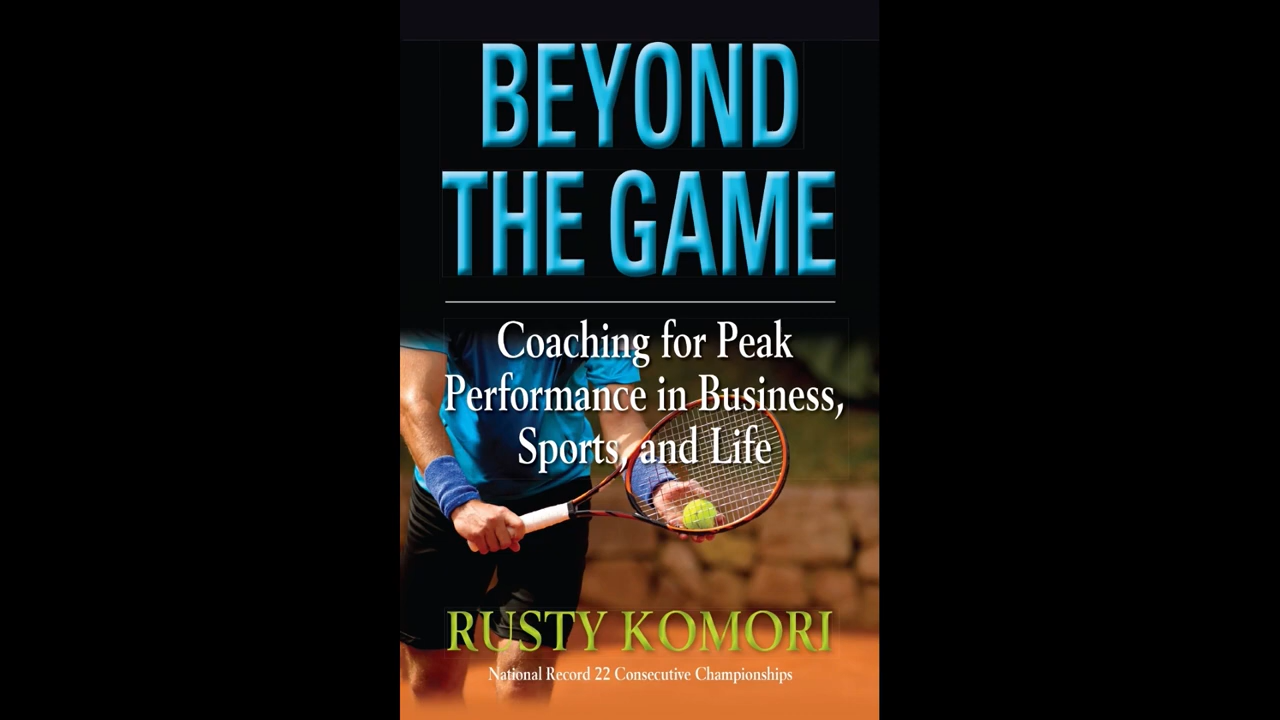 BEYOND
THE GAME
Coaching for Peak
Performance in Business,
Sports, and Life
RUSTY KOMORI
National Record 22 Consecutive Championships